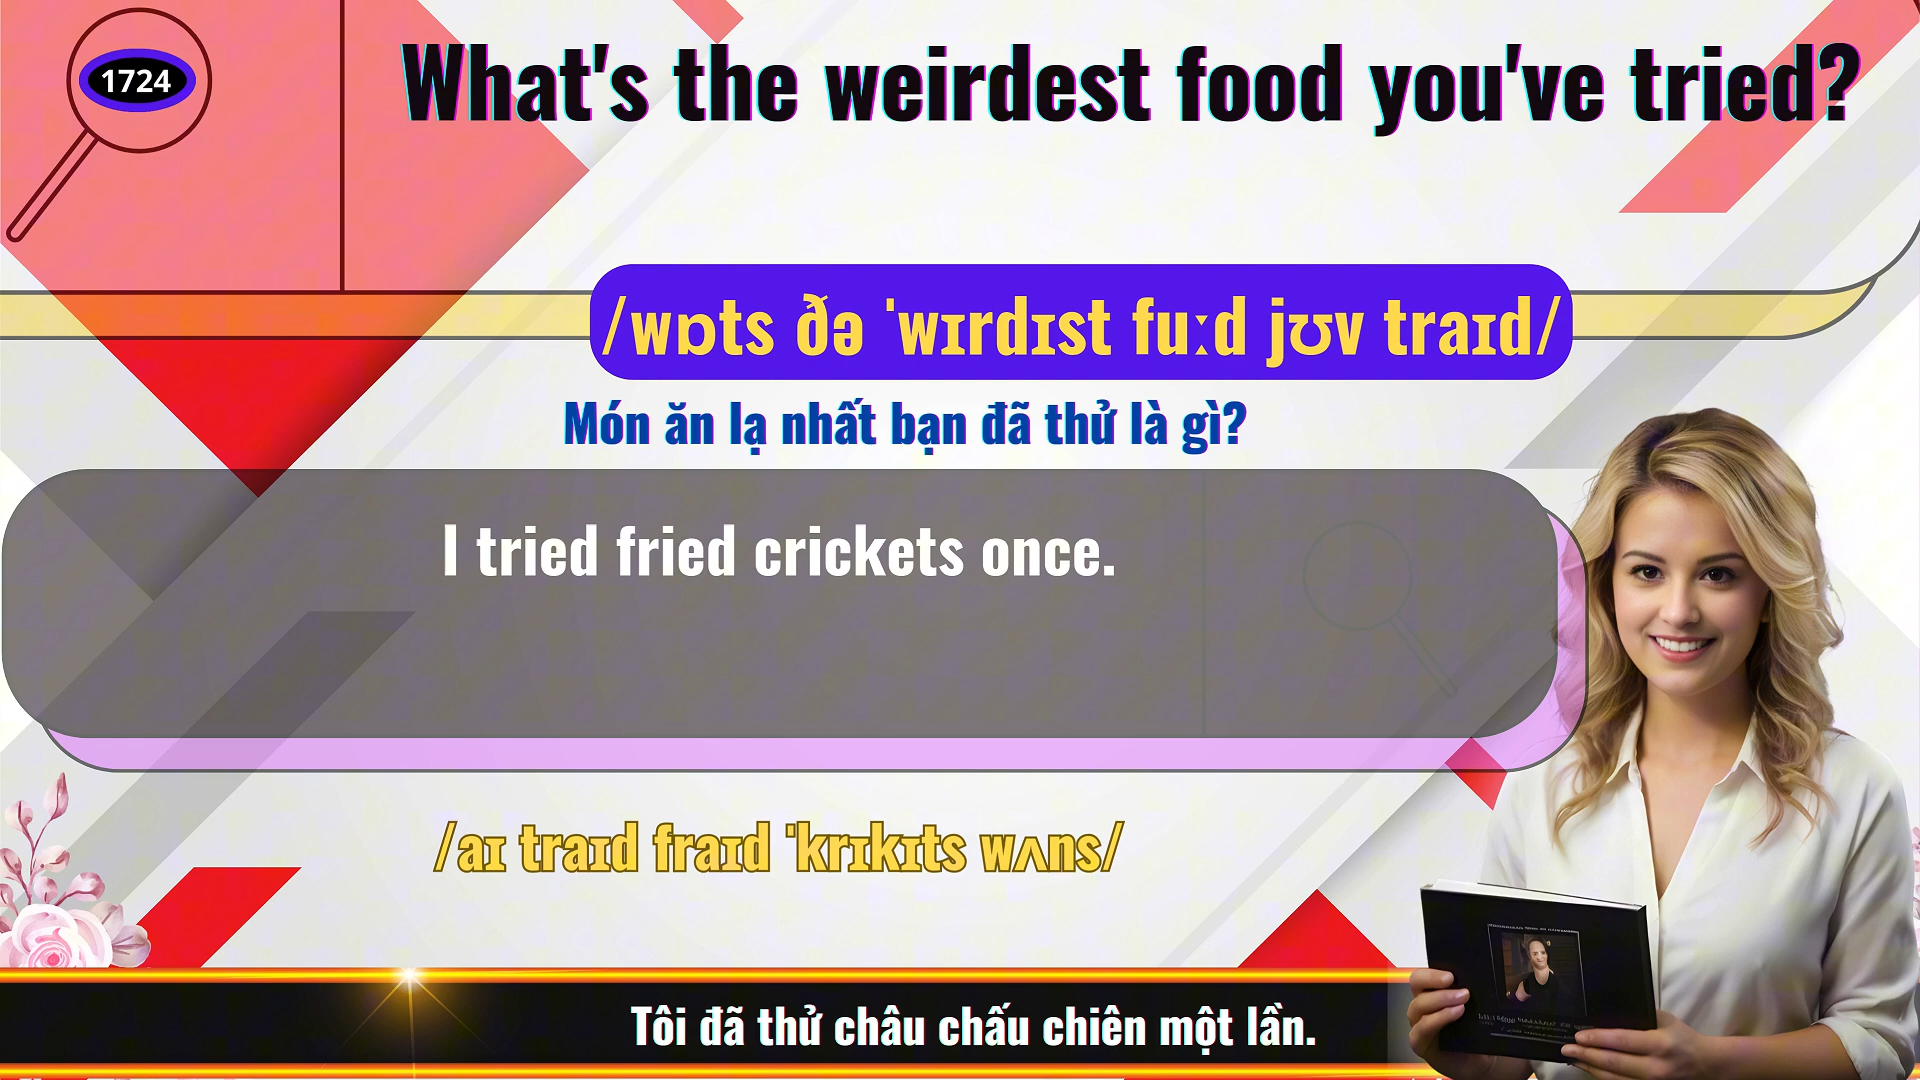 1724
What's the weirdest food you've tried?
/wɒts ðə ˈwɪrdɪst fuːd jʊv traɪd/
Món ăn lạ nhất bạn đã thử là gì?
I tried fried crickets once.
/aɪ traɪd fraɪd ˈkrɪkɪts wʌns/
Tôi đã thử châu chấu chiên một lần.